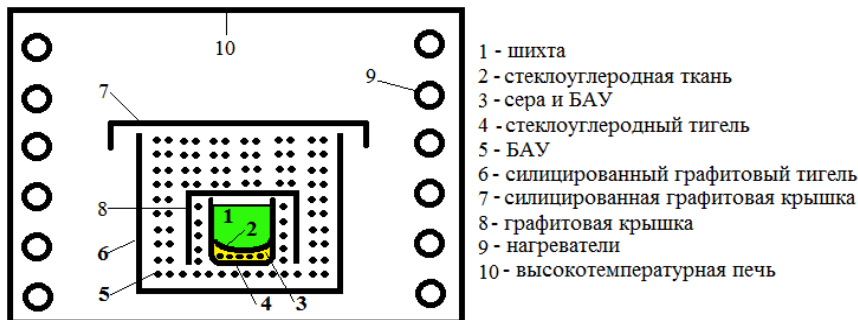 10
9
7
8
1
2
6
5
4
3
1 - шихта
2 - стеклоуглеродная ткань
3 - сера и БАУ
4 - стеклоуглеродный тигель
5 - БАУ
6 - силицированный графитовый тигель
7 - силицированная графитовая крышка
8 - графитовая крышка
9 - нагреватели
10 - высокотемпературная печь